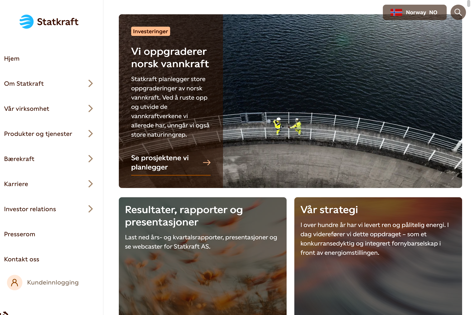 Statkraft
Norway NO
Hjem
Om Statkraft
Vår virksomhet
Produkter og tjenester
Bærekraft
Karriere
Investor relations
Presserom
Kontakt oss
Kundeinnlogging
Investeringer
Vi oppgraderer
norsk vannkraft
Statkraft planlegger store
oppgraderinger av norsk
vannkraft. Ved å ruste opp
og utvide de
vannkraftverkene vi
allerede har, unngår vi også
store naturinngrep.
Se prosjektene vi
planlegger
Resultater, rapporter og
presentasjoner
Last ned års- og kvartalsrapporter, presentasjoner og
se webcaster for Statkraft AS.
Vår strategi
I over hundre år har vi levert ren og pålitelig energi. I
dag viderefører vi dette oppdraget – som et
konkurransedyktig og integrert fornybarselskap i
front av energiomstillingen.